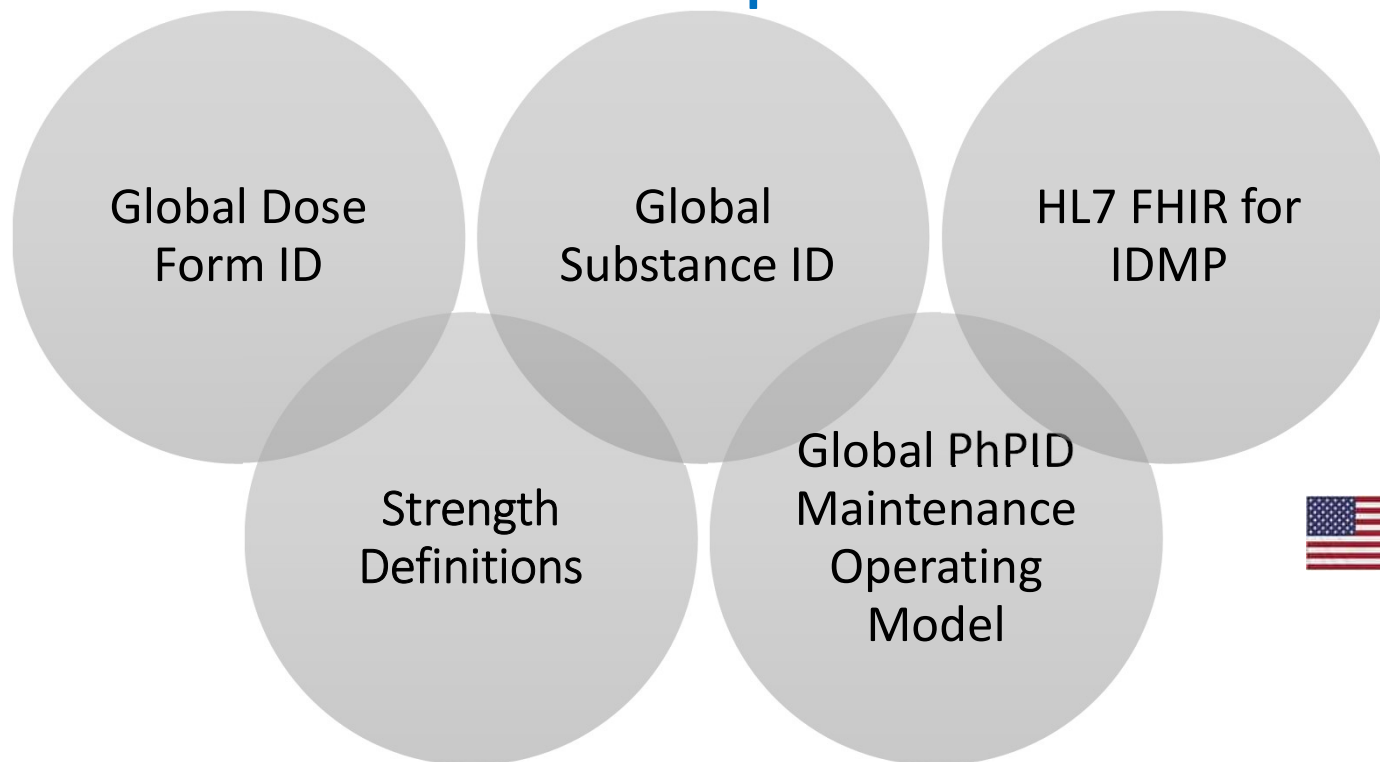 Global Dose
Form ID
Global
Substance ID
HL7 FHIR for
IDMP
Strength
Definitions
Global PhPID
Maintenance
Operating
Model